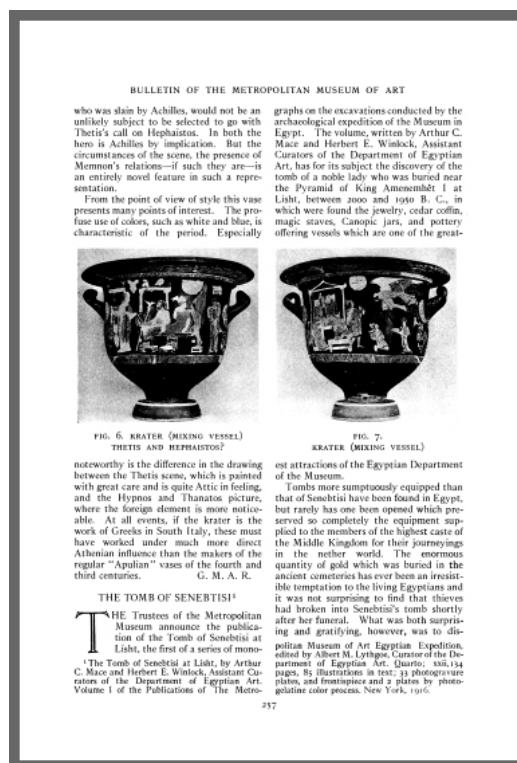 BULLETIN OF THE METROPOLITAN MUSEUM OF ART
who was slain by Achilles, would not be an
unlikely subject to be selected to go with
Thetis's call on Hephaistos. In both the
hero is Achilles by implication. But the
circumstances of the scene, the presence of
Memnon's relations—if such they are—is
an entirely novel feature in such a repre-
sentation.
From the point of view of style this vase
presents many points of interest. The pro-
fuse use of colors, such as white and blue, is
characteristic of the period. Especially
FIG. 6. KRATER (MIXING VESSEL)
THETIS AND HEPHAISTOS?
noteworthy is the difference in the drawing
between the Thetis scene, which is painted
with great care and is quite Attic in feeling,
and the Hypnos and Thanatos picture,
where the foreign element is more notice-
able. At all events, if the krater is the
work of Greeks in South Italy, these must
have worked under much more direct
Athenian influence than the makers of the
regular "Apulian" vases of the fourth and
third centuries. G. M. A. R.
THE TOMB OF SENEBTISI¹
THE Trustees of the Metropolitan
Museum announce the publica-
tion of the Tomb of Senebtisi at
Lisht, the first of a series of mono-
¹The Tomb of Senebtisi at Lisht, by Arthur
C. Mace and Herbert E. Winlock, Assistant Cu-
rators of the Department of Egyptian Art.
Volume I of the Publications of The Metro-
graphs on the excavations conducted by the
archaeological expedition of the Museum in
Egypt. The volume, written by Arthur C.
Mace and Herbert E. Winlock, Assistant
Curators of the Department of Egyptian
Art, has for its subject the discovery of the
tomb of a noble lady who was buried near
the Pyramid of King Amenemhêt I at
Lisht, between 2000 and 1950 B. C., in
which were found the jewelry, cedar coffin,
magic staves, Canopic jars, and pottery
offering vessels which are one of the great-
FIG. 7.
KRATER (MIXING VESSEL)
est attractions of the Egyptian Department
of the Museum.
Tombs more sumptuously equipped than
that of Senebtisi have been found in Egypt,
but rarely has one been opened which pre-
served so completely the equipment sup-
plied to the members of the highest caste of
the Middle Kingdom for their journeyings
in the nether world. The enormous
quantity of gold which was buried in the
ancient cemeteries has ever been an irresist-
ible temptation to the living Egyptians and
it was not surprising to find that thieves
had broken into Senebtisi's tomb shortly
after her funeral. What was both surpris-
ing and gratifying, however, was to dis-
politan Museum of Art Egyptian Expedition,
edited by Albert M. Lythgoe, Curator of the De-
partment of Egyptian Art. Quarto; xxii, 134
pages, 85 illustrations in text; 33 photogravure
plates, and frontispiece and 2 plates by photo-
gelatine color process. New York, 1916.
257